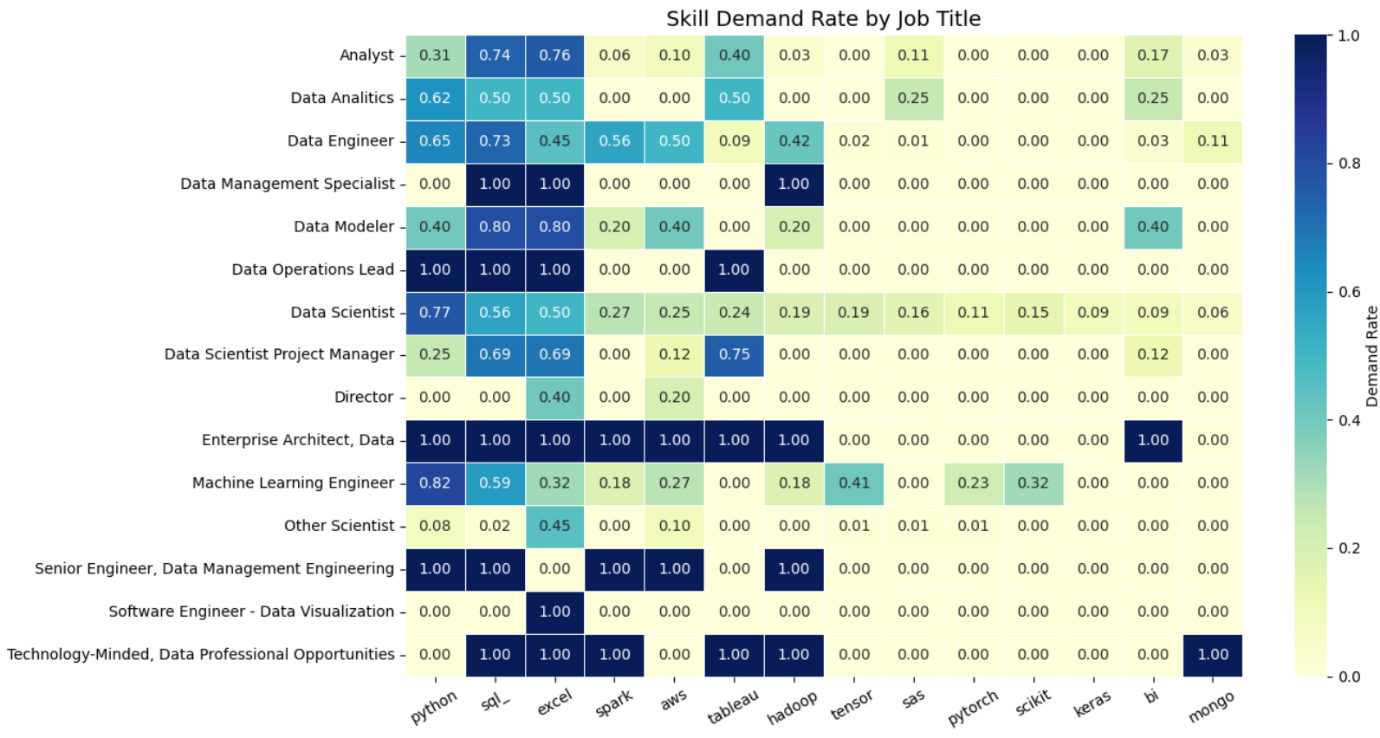 Skill Demand Rate by Job Title
Analyst 0.31 0.74 0.76 0.06 0.10 0.40 0.03 0.00 0.11 0.00 0.00 0.00 0.17 0.03
Data Analitics 0.62 0.50 0.50 0.00 0.00 0.50 0.00 0.00 0.25 0.00 0.00 0.00 0.25 0.00
Data Engineer 0.65 0.73 0.45 0.56 0.50 0.09 0.42 0.02 0.01 0.00 0.00 0.00 0.03 0.11
Data Management Specialist 0.00 1.00 1.00 0.00 0.00 0.00 1.00 0.00 0.00 0.00 0.00 0.00 0.00 0.00
Data Modeler 0.40 0.80 0.80 0.20 0.40 0.00 0.20 0.00 0.00 0.00 0.00 0.00 0.40 0.00
Data Operations Lead 1.00 1.00 1.00 0.00 0.00 1.00 0.00 0.00 0.00 0.00 0.00 0.00 0.00 0.00
Data Scientist 0.77 0.56 0.50 0.27 0.25 0.24 0.19 0.19 0.16 0.11 0.15 0.09 0.09 0.06
Data Scientist Project Manager 0.25 0.69 0.69 0.00 0.12 0.75 0.00 0.00 0.00 0.00 0.00 0.00 0.12 0.00
Director 0.00 0.00 0.40 0.00 0.20 0.00 0.00 0.00 0.00 0.00 0.00 0.00 0.00 0.00
Enterprise Architect, Data 1.00 1.00 1.00 1.00 1.00 1.00 1.00 0.00 0.00 0.00 0.00 0.00 1.00 0.00
Machine Learning Engineer 0.82 0.59 0.32 0.18 0.27 0.00 0.18 0.41 0.00 0.23 0.32 0.00 0.00 0.00
Other Scientist 0.08 0.02 0.45 0.00 0.10 0.00 0.00 0.01 0.01 0.01 0.00 0.00 0.00 0.00
Senior Engineer, Data Management Engineering 1.00 1.00 0.00 1.00 1.00 0.00 1.00 0.00 0.00 0.00 0.00 0.00 0.00 0.00
Software Engineer - Data Visualization 0.00 0.00 1.00 0.00 0.00 0.00 0.00 0.00 0.00 0.00 0.00 0.00 0.00 0.00
Technology-Minded, Data Professional Opportunities 0.00 1.00 1.00 1.00 0.00 1.00 1.00 0.00 0.00 0.00 0.00 0.00 0.00 1.00
python sql_ excel spark aws tableau hadoop tensor sas pytorch scikit keras bi mongo
1.0
0.8
0.6
0.4
0.2
0.0
Demand Rate